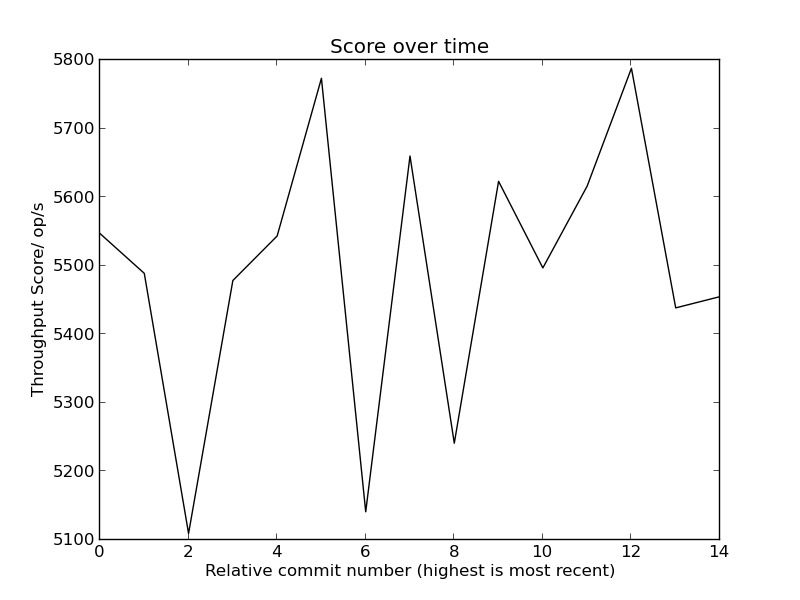 Score over time
5800
5700
5600
5500
5400
5300
5200
5100
Throughput Score/ op/s
0 2 4 6 8 10 12 14
Relative commit number (highest is most recent)